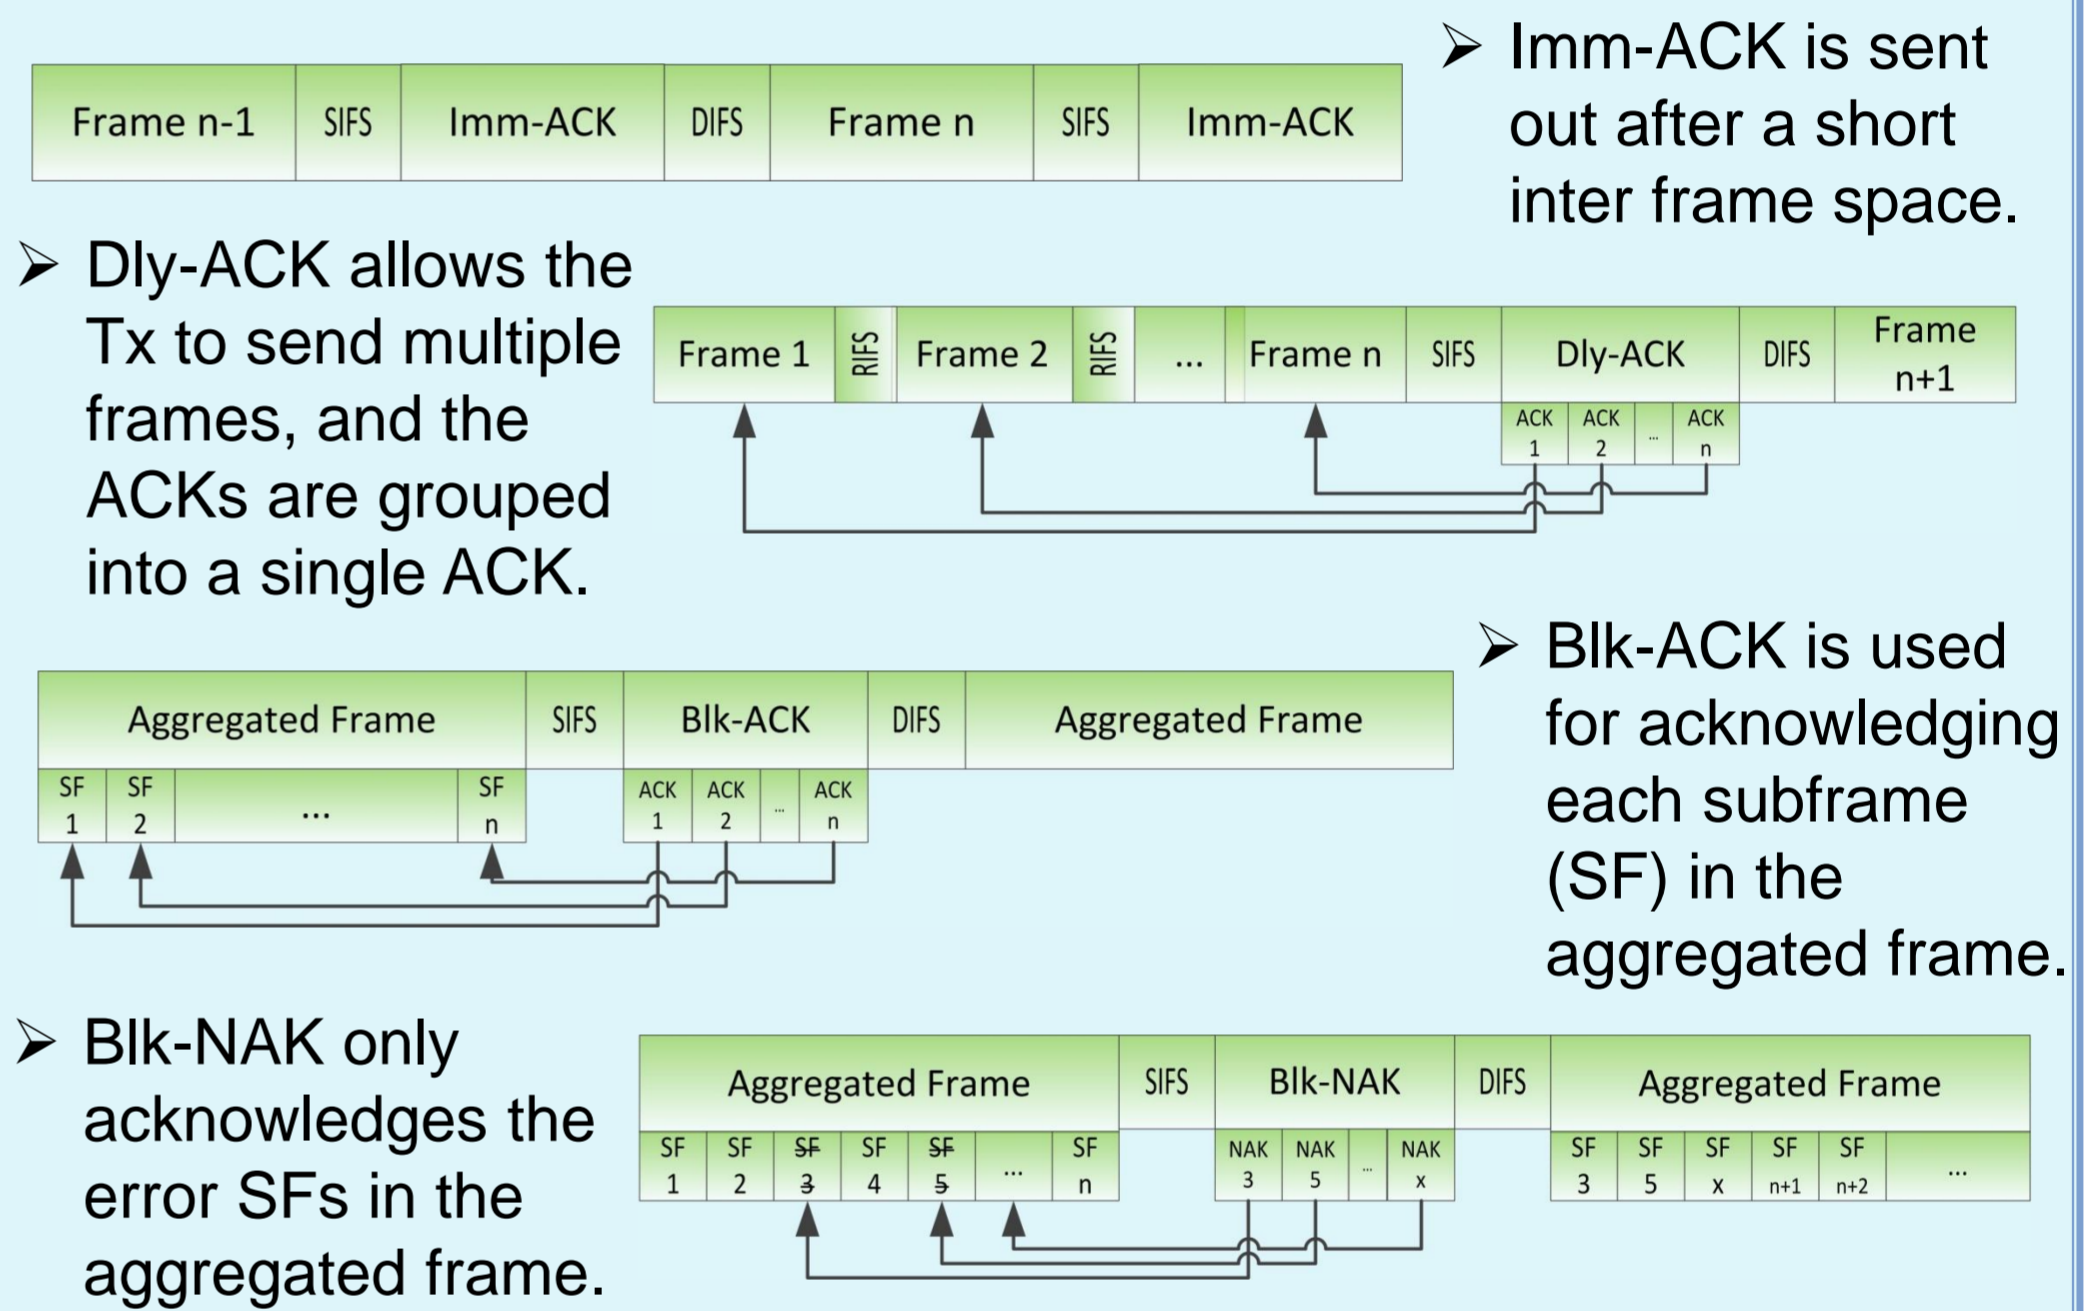 Frame n-1 SIFS Imm-ACK DIFS Frame n SIFS Imm-ACK
➢ Imm-ACK is sent
out after a short
inter frame space.
➢ Dly-ACK allows the
Tx to send multiple
frames, and the
ACKs are grouped
into a single ACK.
Frame 1 RIFS Frame 2 RIFS ... Frame n SIFS Dly-ACK DIFS Frame
n+1
ACK ACK ... ACK
1 2 n
Aggregated Frame SIFS Blk-ACK DIFS Aggregated Frame
SF SF ... SF ACK ACK ... ACK
1 2 n 1 2 n
➢ Blk-ACK is used
for acknowledging
each subframe
(SF) in the
aggregated frame.
➢ Blk-NAK only
acknowledges the
error SFs in the
aggregated frame.
Aggregated Frame SIFS Blk-NAK DIFS Aggregated Frame
SF SF SF SF SF ... SF NAK NAK ... NAK SF SF SF SF SF ...
1 2 3 4 5 n 3 5 x 3 5 x n+1 n+2